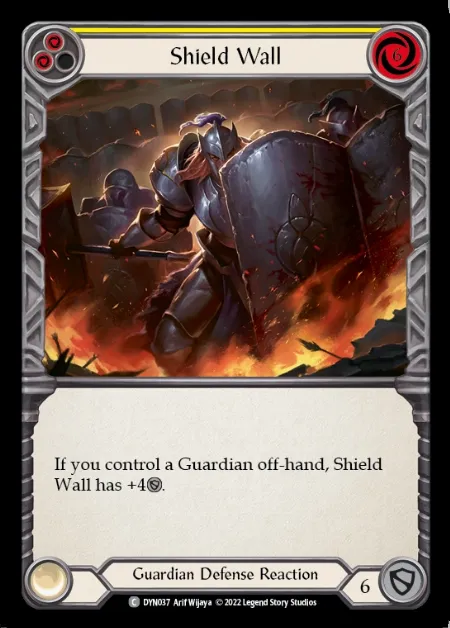 Shield Wall
6
If you control a Guardian off-hand, Shield
Wall has +4.
Guardian Defense Reaction
6
C DYN037 Arif Wijaya © 2022 Legend Story Studios